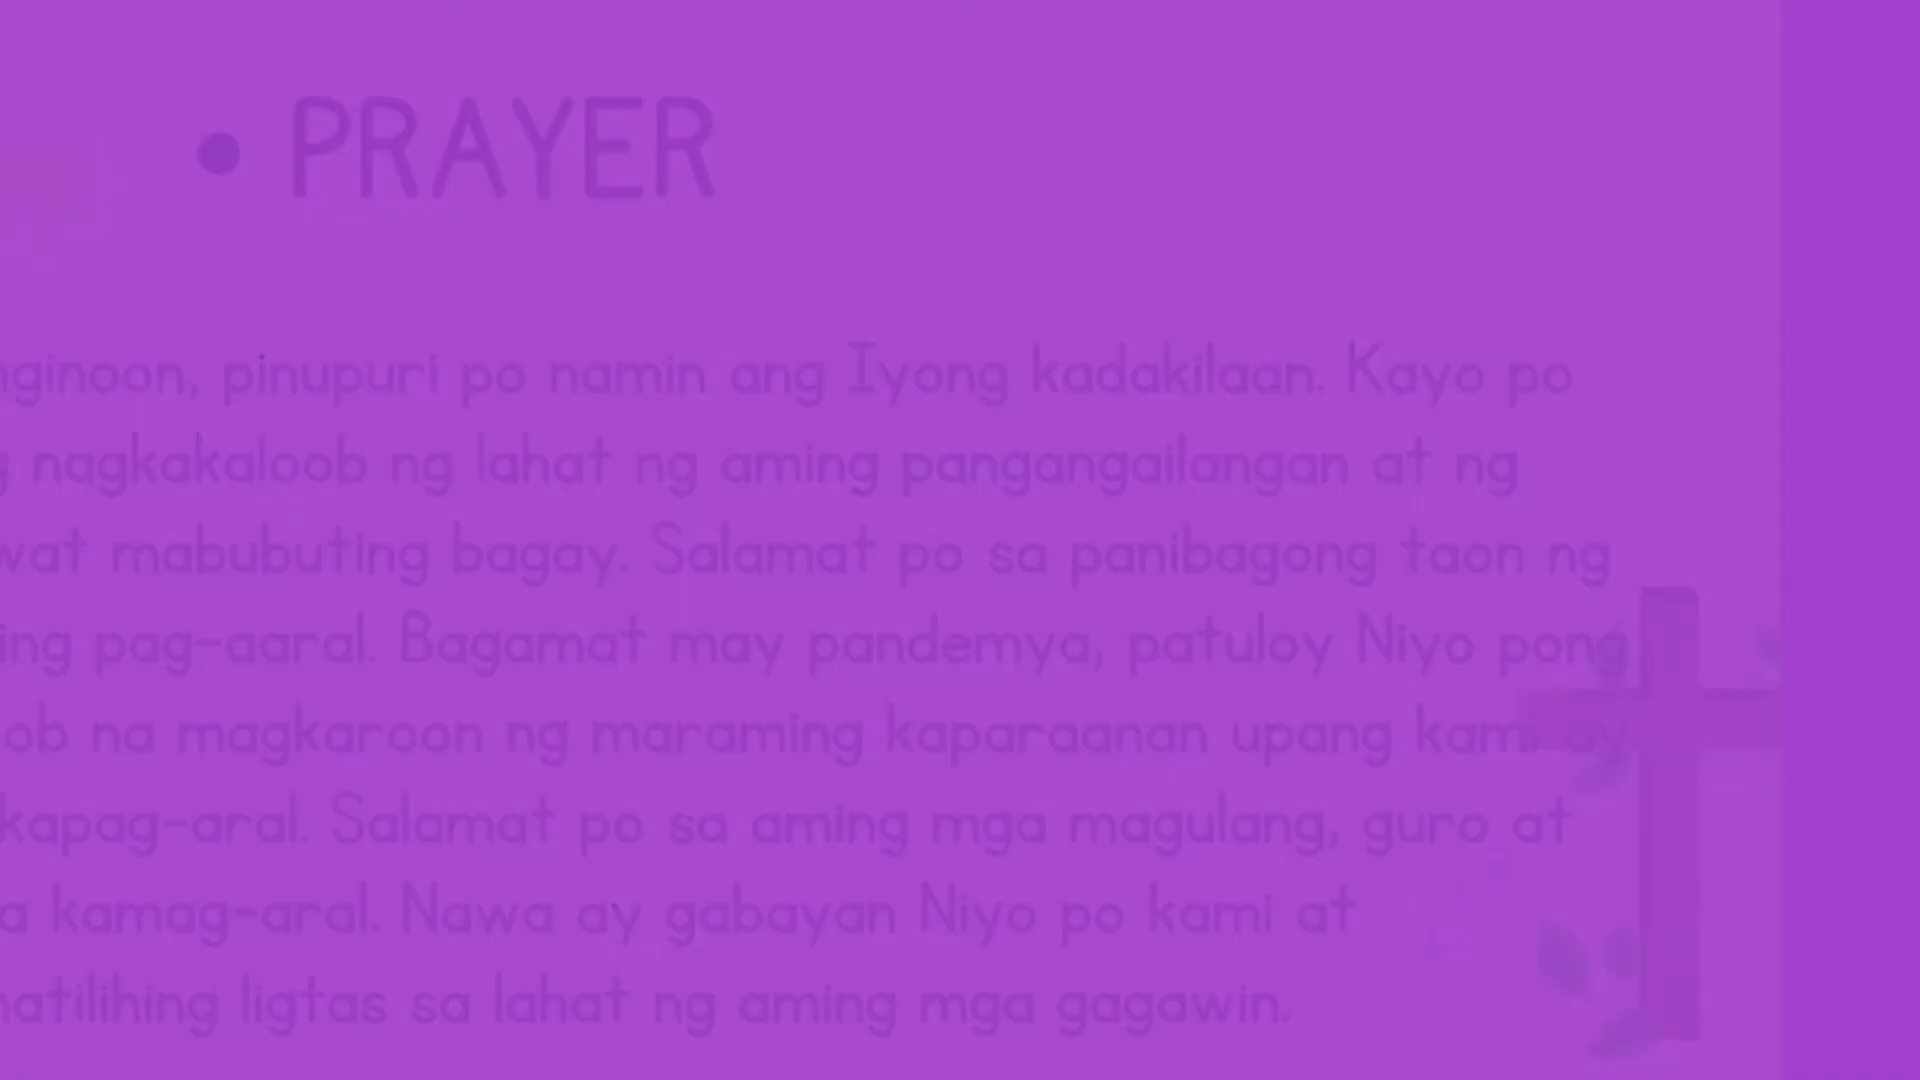 • PRAYER
nginoon, pinupuri po namin ang Iyong kadakilaan. Kayo po
g nagkakaloob ng lahat ng aming pangangailangan at ng
wat mabubuting bagay. Salamat po sa panibagong taon ng
ing pag-aaral. Bagamat may pandemya, patuloy Niyo pong
ob na magkaroon ng maraming kaparaanan upang kami ay
kapag-aral. Salamat po sa aming mga magulang, guro at
a kamag-aral. Nawa ay gabayan Niyo po kami at
natilihing ligtas sa lahat ng aming mga gagawin.